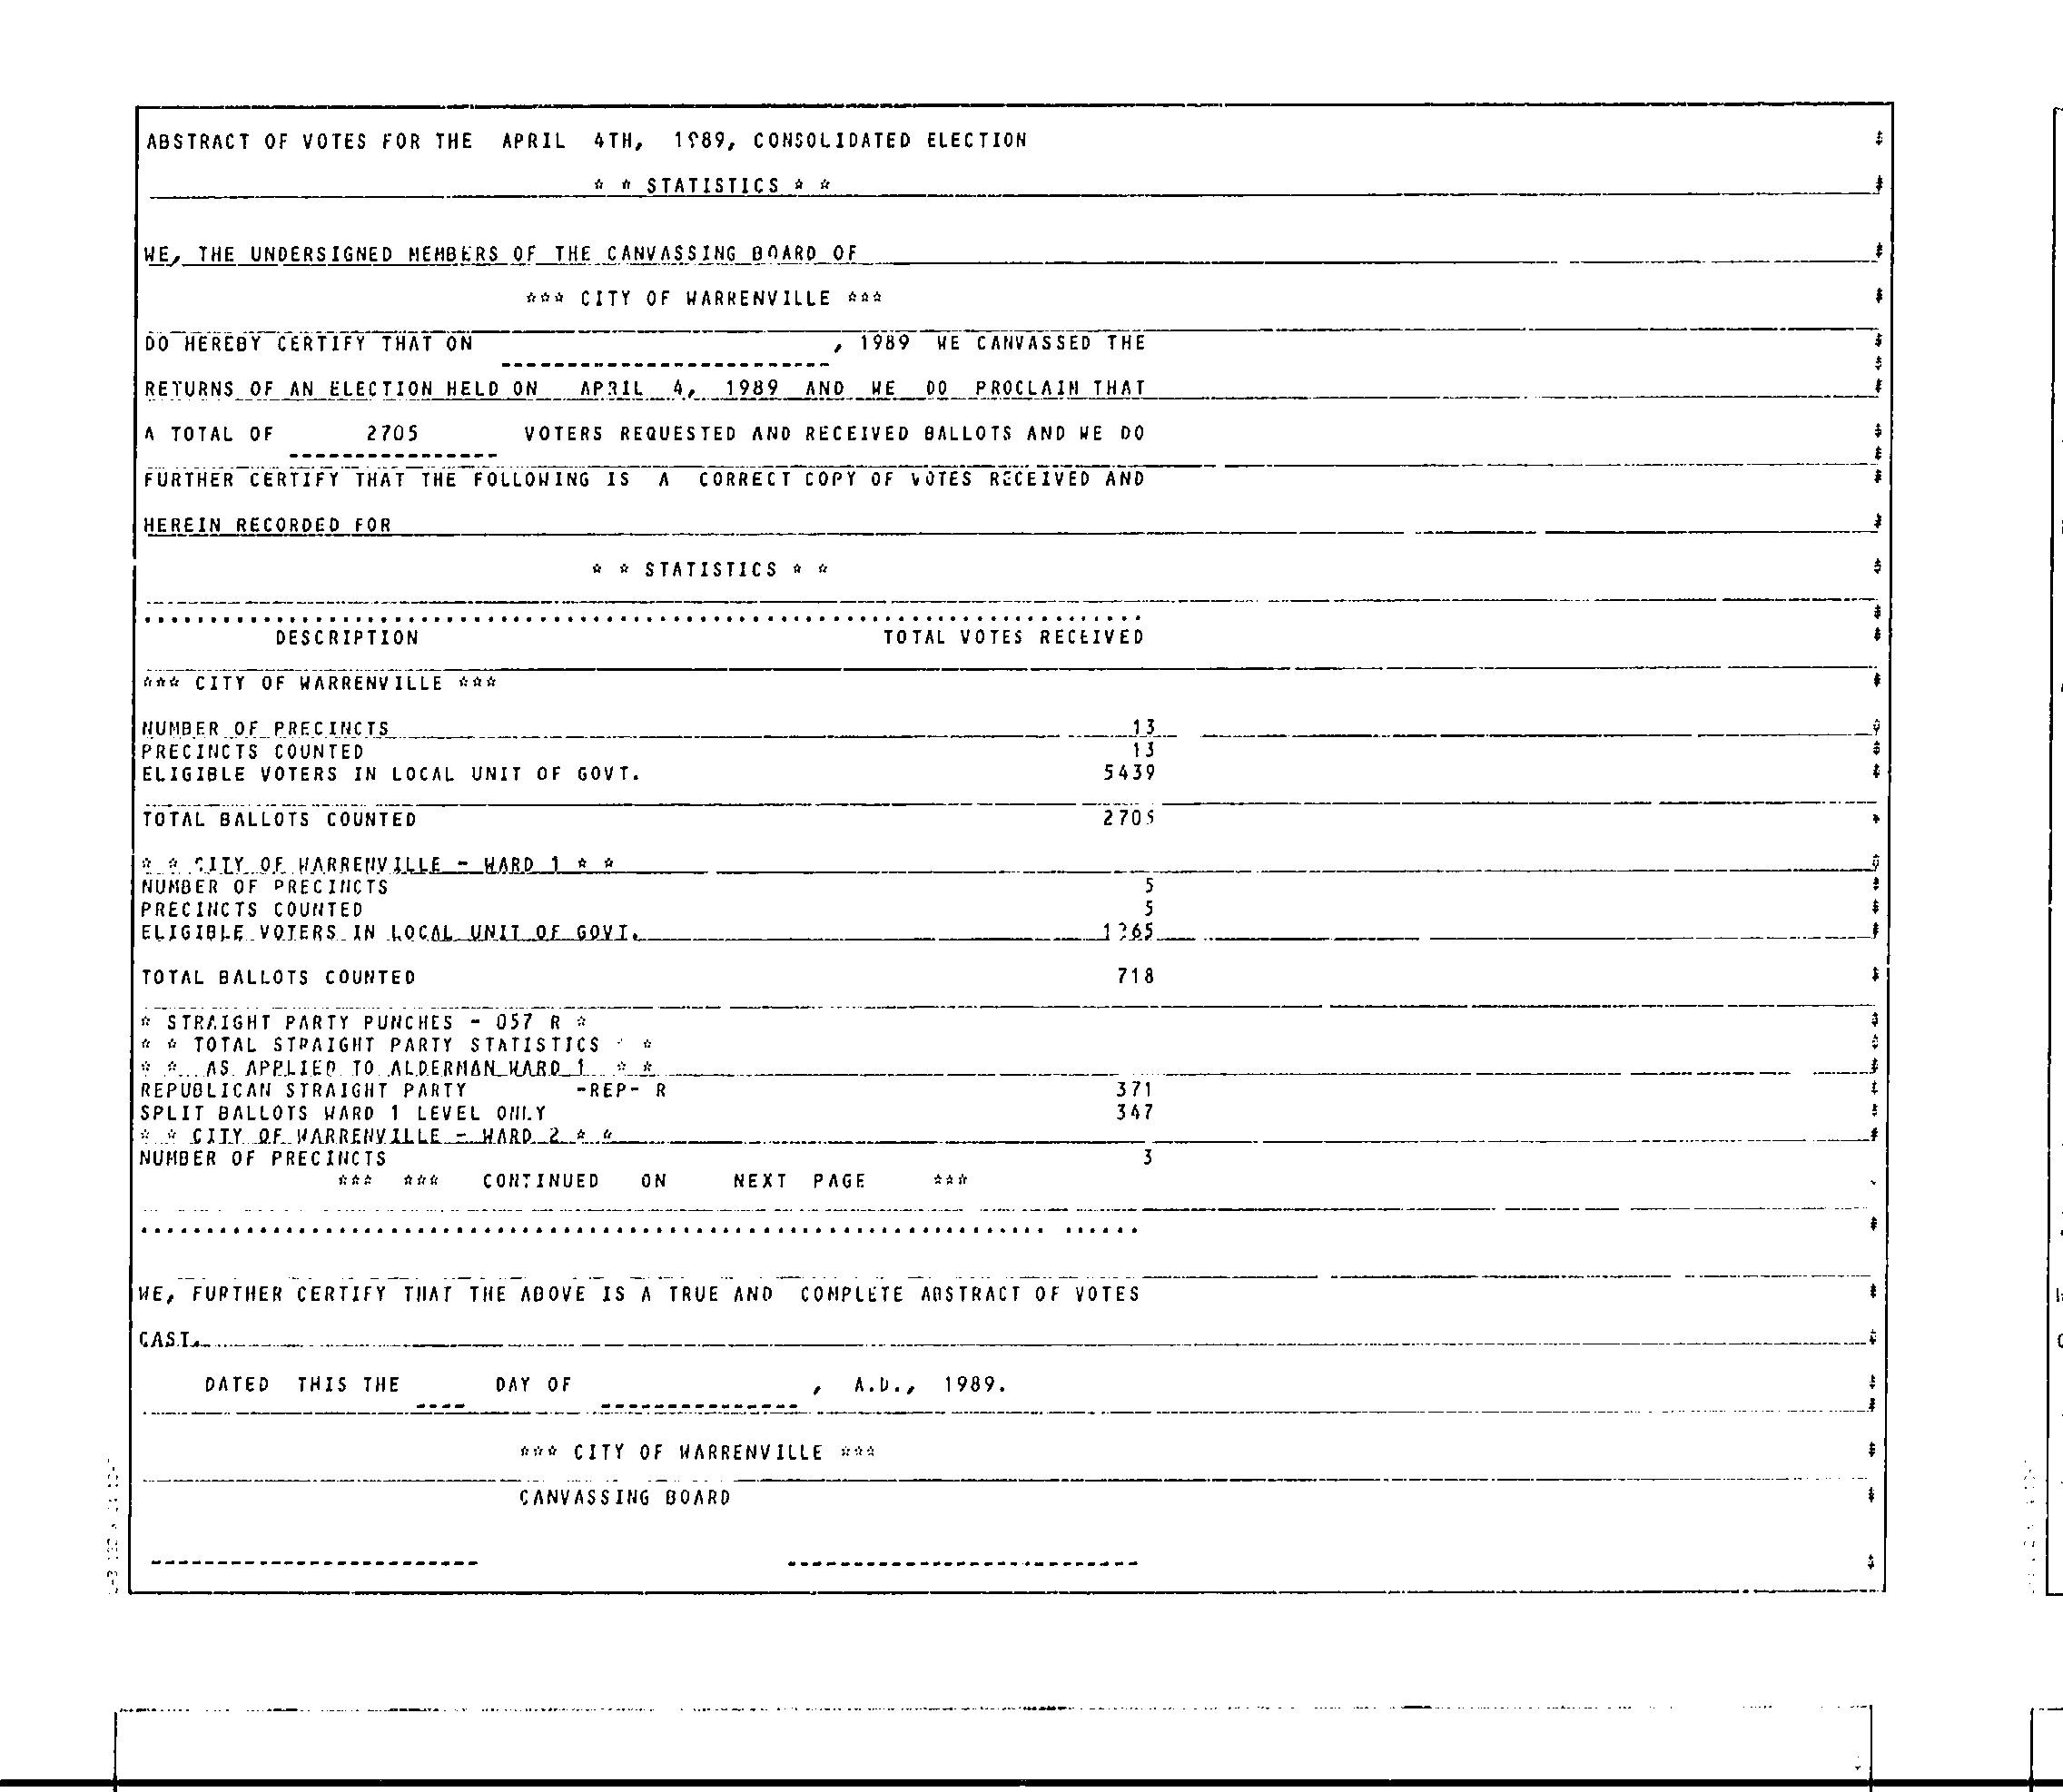 ABSTRACT OF VOTES FOR THE APRIL 4TH, 1989, CONSOLIDATED ELECTION
* * STATISTICS * *
WE, THE UNDERSIGNED MEMBERS OF THE CANVASSING BOARD OF
*** CITY OF WARRENVILLE ***
DO HEREBY CERTIFY THAT ON , 1989 WE CANVASSED THE
RETURNS OF AN ELECTION HELD ON APRIL 4, 1989 AND WE DO PROCLAIM THAT
A TOTAL OF 2705 VOTERS REQUESTED AND RECEIVED BALLOTS AND WE DO
FURTHER CERTIFY THAT THE FOLLOWING IS A CORRECT COPY OF VOTES RECEIVED AND
HEREIN RECORDED FOR
* * STATISTICS * *
DESCRIPTION TOTAL VOTES RECEIVED
*** CITY OF WARRENVILLE ***
NUMBER OF PRECINCTS 13
PRECINCTS COUNTED 13
ELIGIBLE VOTERS IN LOCAL UNIT OF GOVT. 5439
TOTAL BALLOTS COUNTED 2705
* * CITY OF WARRENVILLE - WARD 1 * *
NUMBER OF PRECINCTS 5
PRECINCTS COUNTED 5
ELIGIBLE VOTERS IN LOCAL UNIT OF GOVT.
TOTAL BALLOTS COUNTED 718
* STRAIGHT PARTY PUNCHES - 057 R *
* * TOTAL STRAIGHT PARTY STATISTICS * *
* * AS APPLIED TO ALDERMAN WARD 1 * *
REPUBLICAN STRAIGHT PARTY -REP- R 371
SPLIT BALLOTS WARD 1 LEVEL ONLY 347
* * CITY OF WARRENVILLE - WARD 2 * *
NUMBER OF PRECINCTS 3
*** *** CONTINUED ON NEXT PAGE ***
WE, FURTHER CERTIFY THAT THE ABOVE IS A TRUE AND COMPLETE ABSTRACT OF VOTES
CAST.
DATED THIS THE DAY OF , A.D., 1989.
*** CITY OF WARRENVILLE ***
CANVASSING BOARD